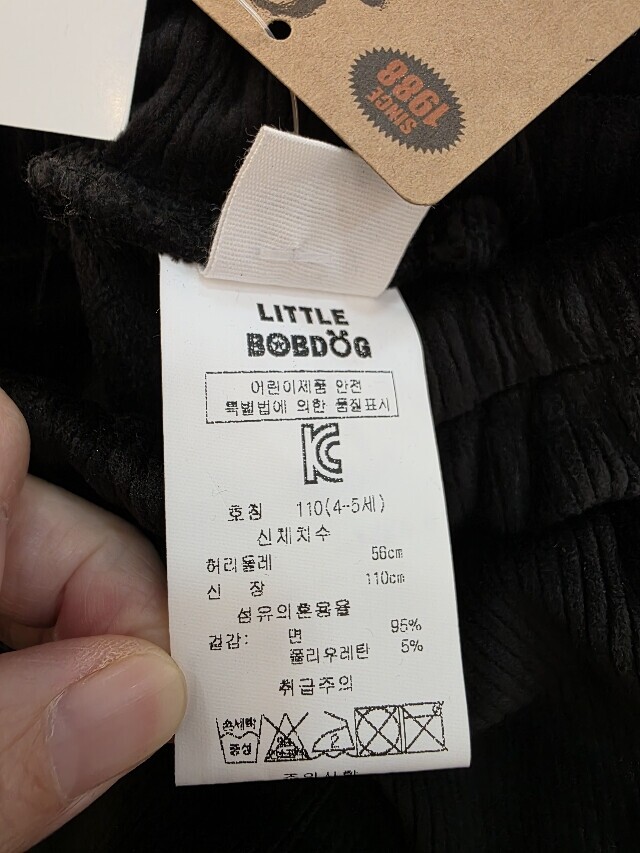 SINCE
1988
LITTLE
BOBDOG
어린이제품 안전
특별법에 의한 품질표시
KC
호칭 110(4-5세)
신체치수
허리둘레 56cm
신 장 110cm
섬유의혼용율
겉감: 면 95%
폴리우레탄 5%
취급주의
손세탁
중성
2